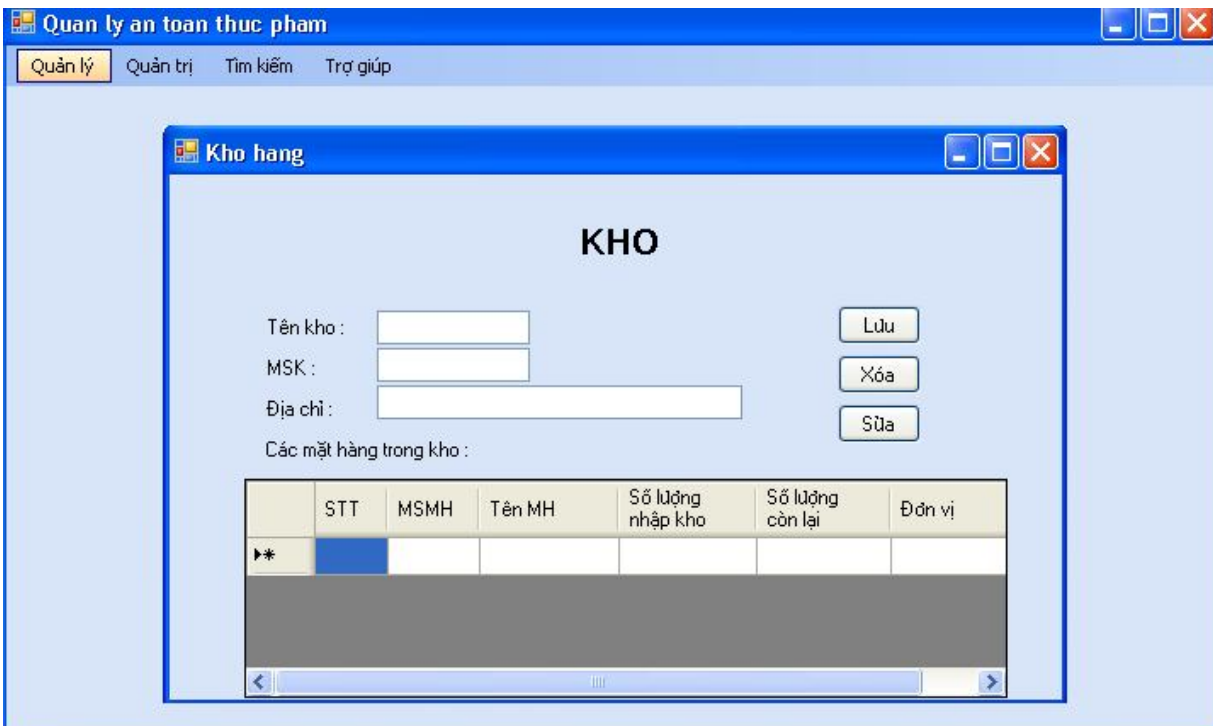 Quan ly an toan thuc pham
Quản lý Quản trị Tìm kiếm Trợ giúp
Kho hang
KHO
Tên kho :
Lưu
MSK :
Xóa
Địa chỉ :
Sửa
Các mặt hàng trong kho :
STT MSMH Tên MH Số lượng nhập kho Số lượng còn lại Đơn vị